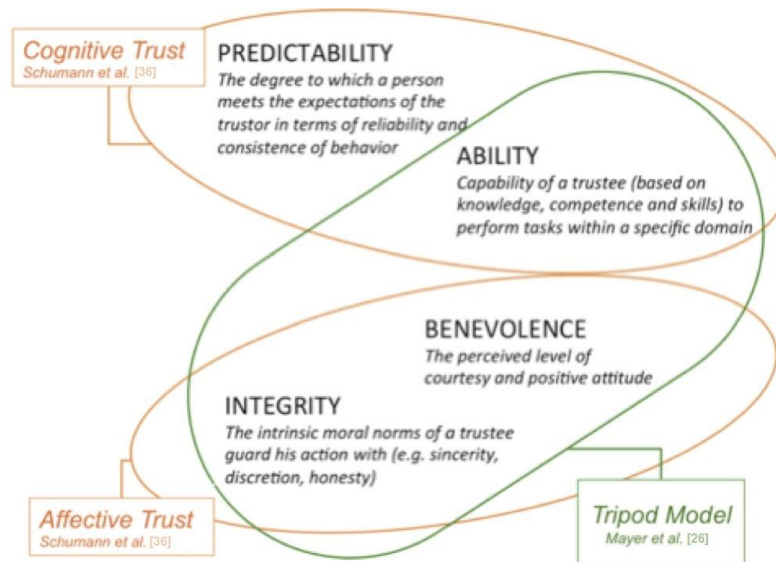 Cognitive Trust
Schumann et al. [36]
PREDICTABILITY
The degree to which a person
meets the expectations of the
trustor in terms of reliability and
consistence of behavior
ABILITY
Capability of a trustee (based on
knowledge, competence and skills) to
perform tasks within a specific domain
BENEVOLENCE
The perceived level of
courtesy and positive attitude
INTEGRITY
The intrinsic moral norms of a trustee
guard his action with (e.g. sincerity,
discretion, honesty)
Affective Trust
Schumann et al. [36]
Tripod Model
Mayer et al. [26]